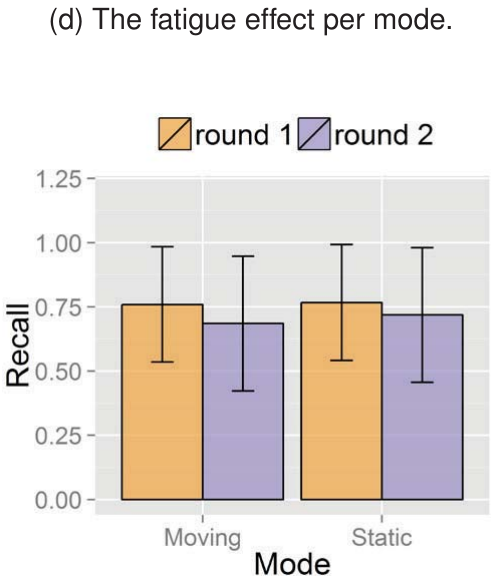 (d) The fatigue effect per mode.
round 1 round 2
1.25
1.00
0.75
0.50
0.25
0.00
Recall
Moving Static
Mode